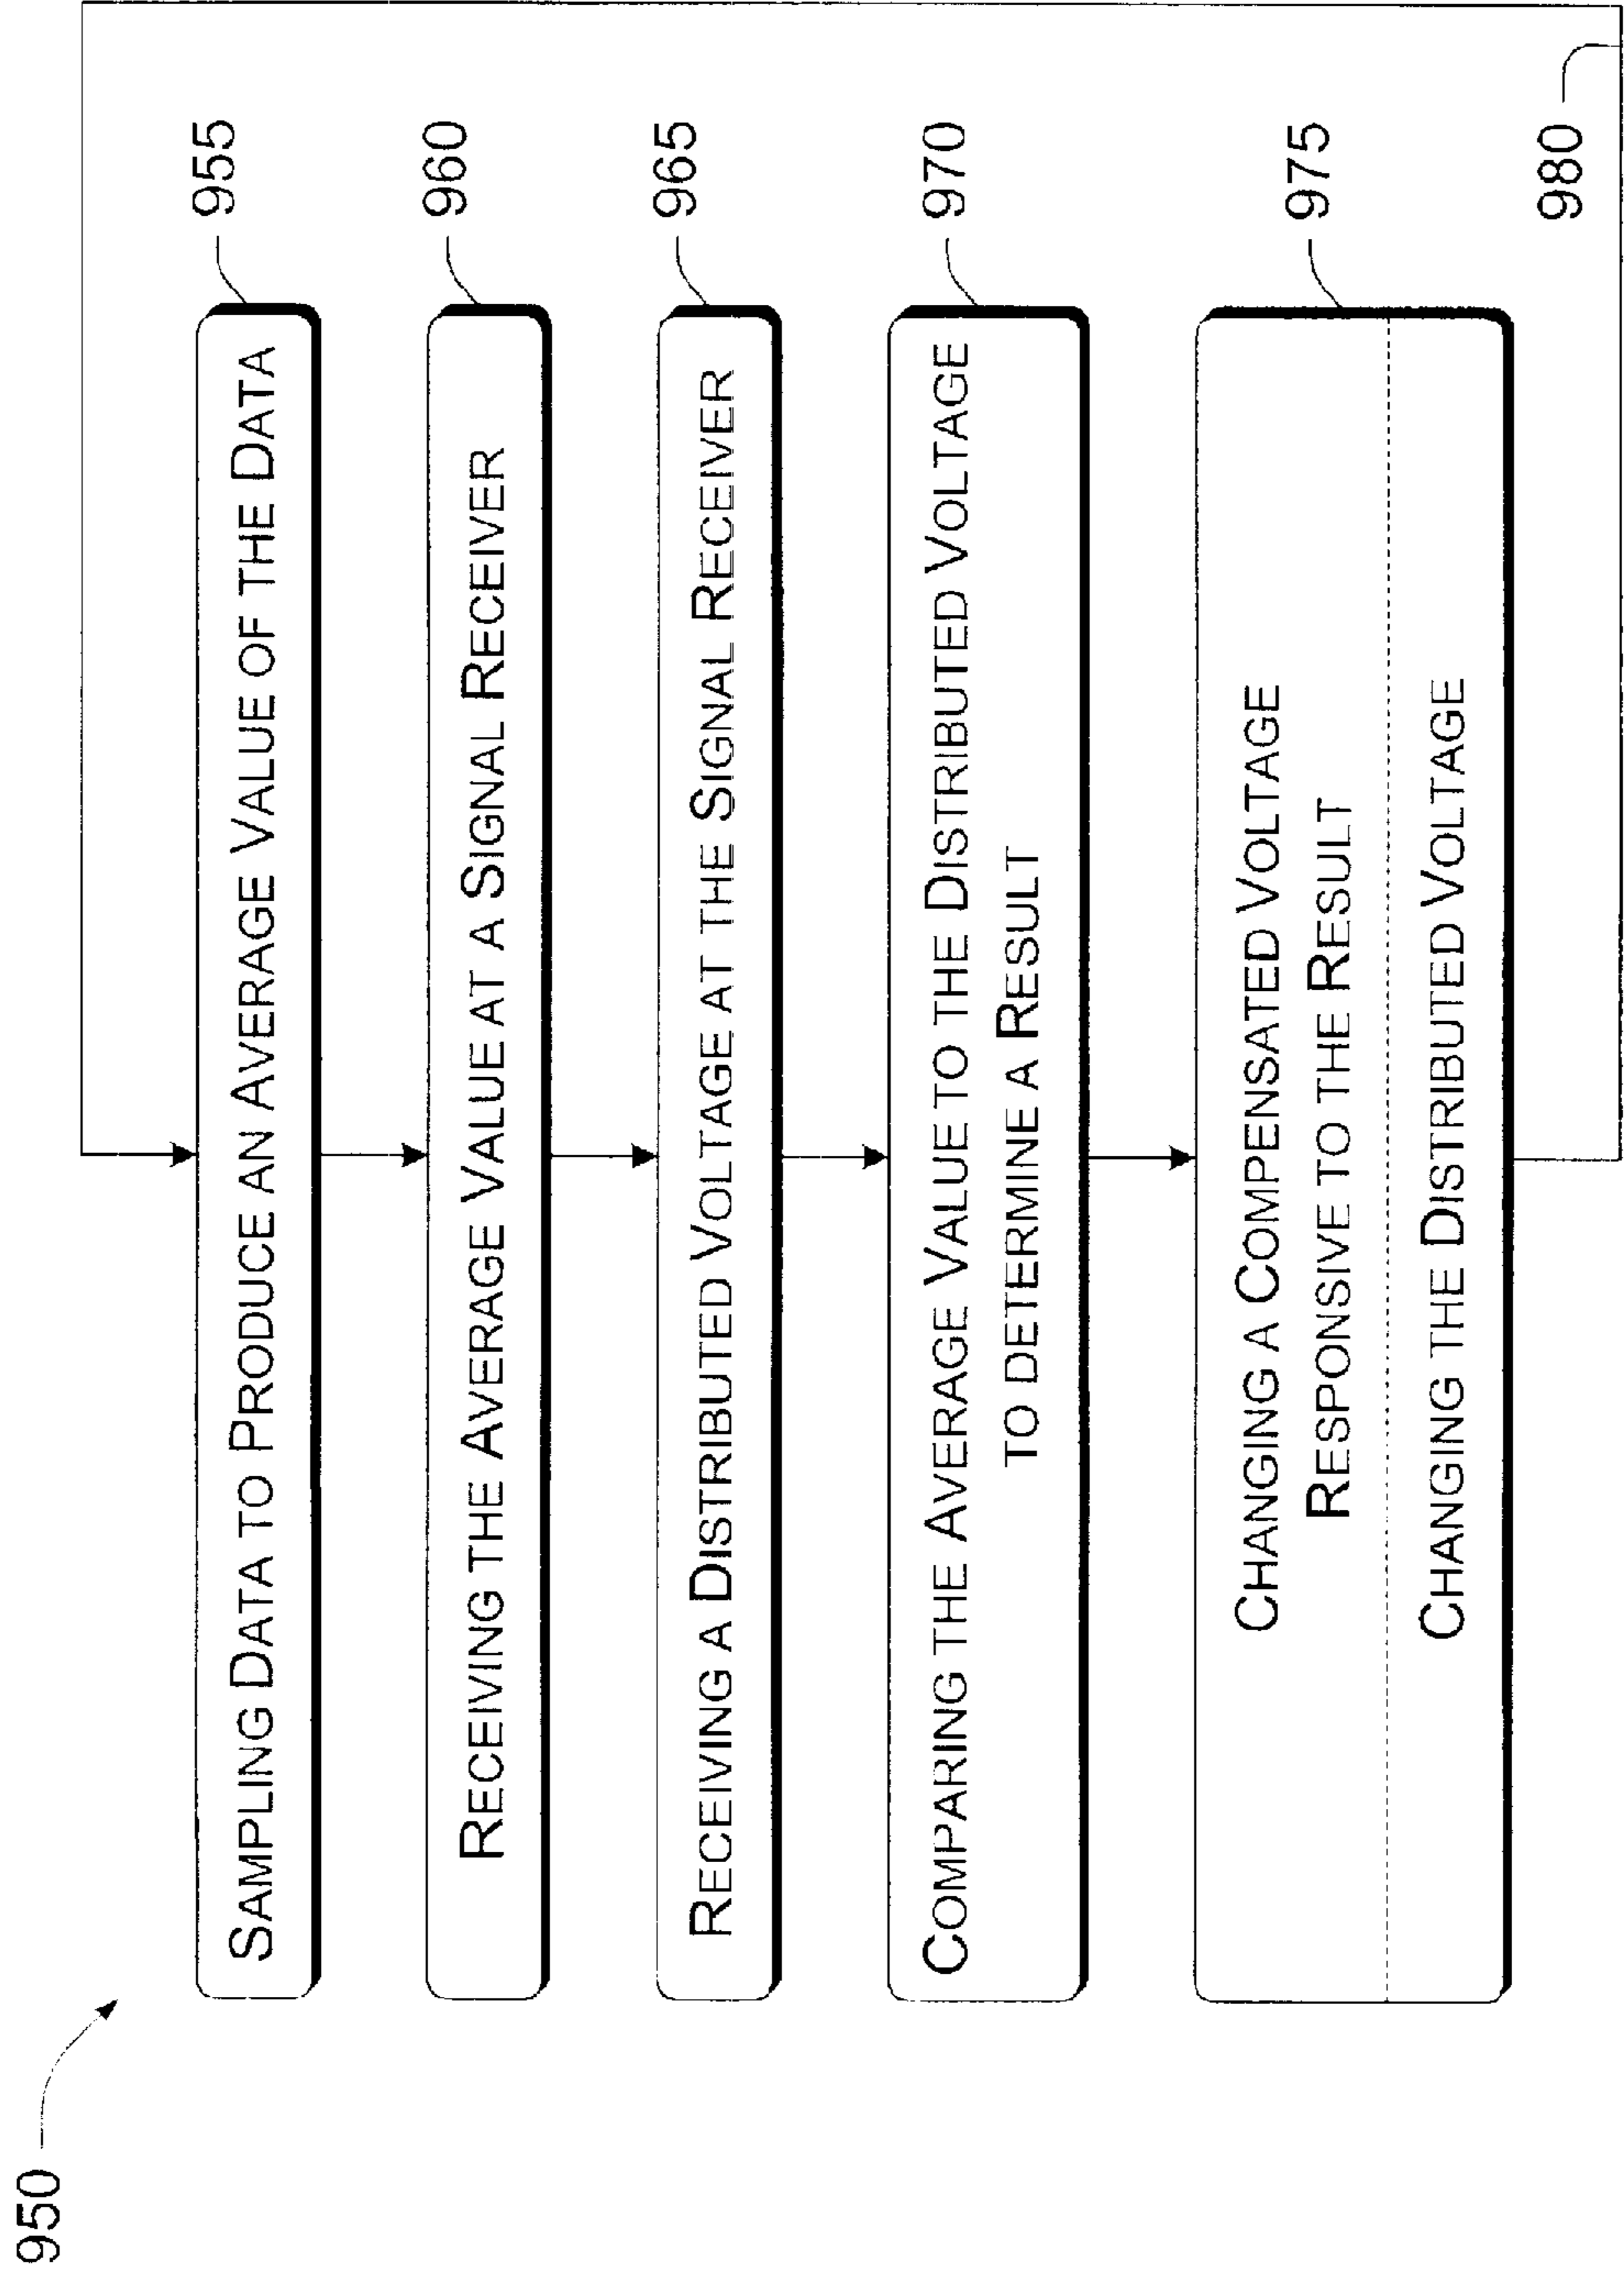 950
SAMPLING DATA TO PRODUCE AN AVERAGE VALUE OF THE DATA
955
RECEIVING THE AVERAGE VALUE AT A SIGNAL RECEIVER
960
RECEIVING A DISTRIBUTED VOLTAGE AT THE SIGNAL RECEIVER
965
COMPARING THE AVERAGE VALUE TO THE DISTRIBUTED VOLTAGE
TO DETERMINE A RESULT
970
CHANGING A COMPENSATED VOLTAGE
RESPONSIVE TO THE RESULT
975
CHANGING THE DISTRIBUTED VOLTAGE
980